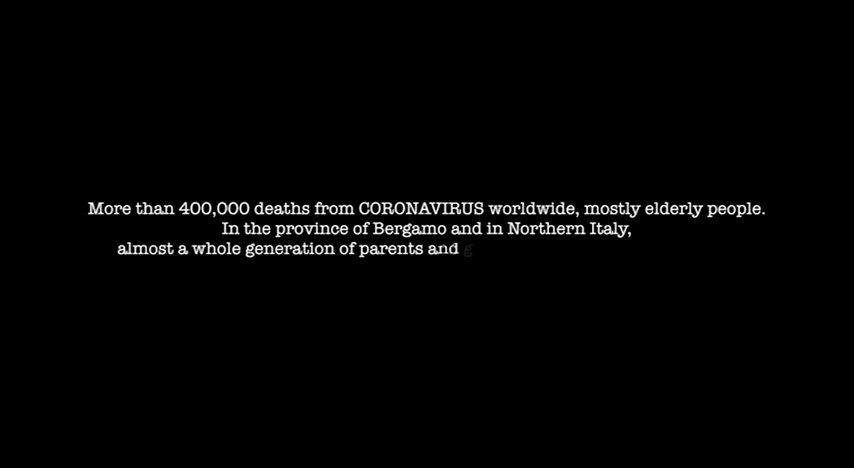 More than 400,000 deaths from CORONAVIRUS worldwide, mostly elderly people.
In the province of Bergamo and in Northern Italy,
almost a whole generation of parents and